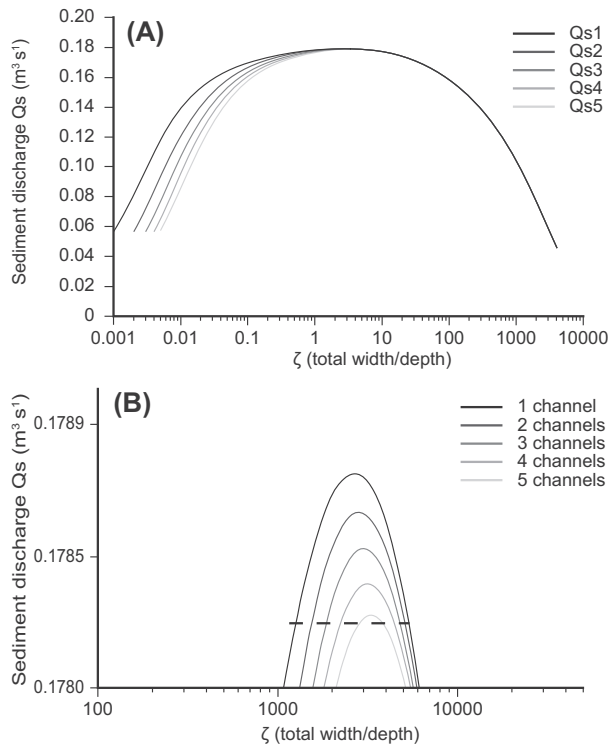 (A)
Sediment discharge Qs (m³ s¹)
0.20
0.18
0.16
0.14
0.12
0.10
0.08
0.06
0.04
0.02
0
Qs1
Qs2
Qs3
Qs4
Qs5
0.001 0.01 0.1 1 10 100 1000 10000
ζ (total width/depth)
(B)
Sediment discharge Qs (m³ s¹)
0.1789
0.1785
0.1780
1 channel
2 channels
3 channels
4 channels
5 channels
100 1000 10000
ζ (total width/depth)